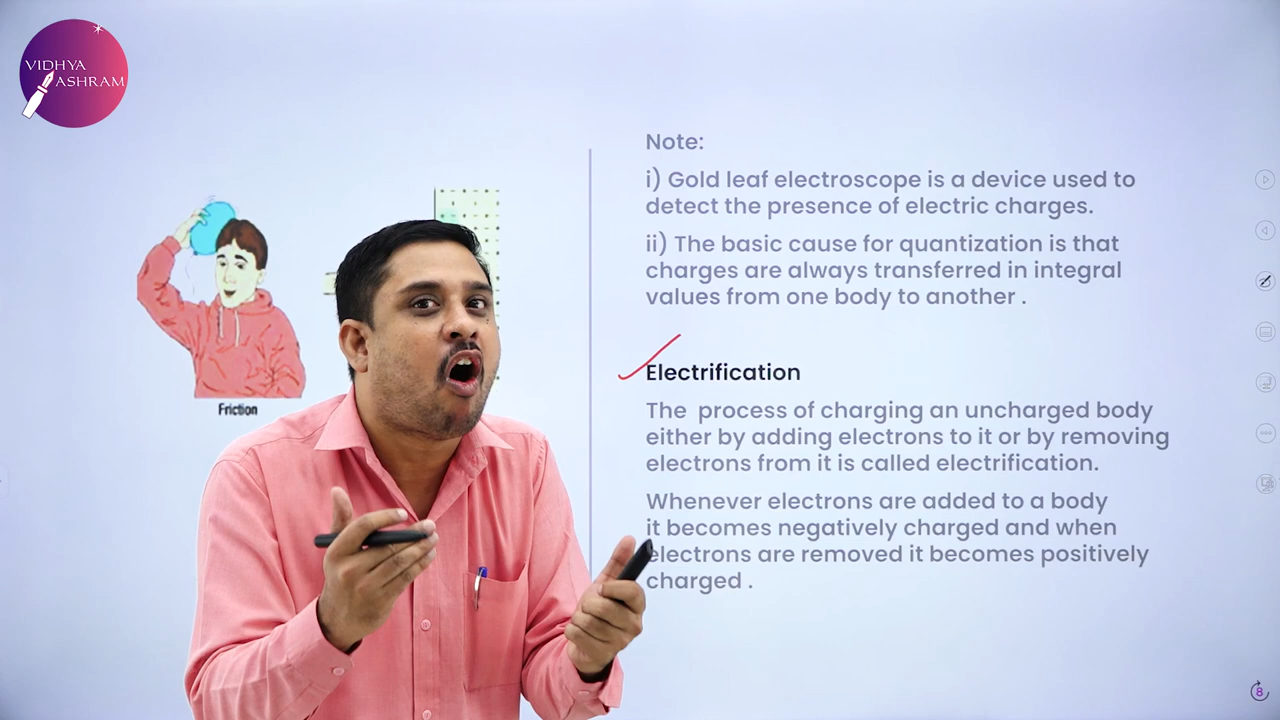 VIDHYA
ASHRAM
Note:
i) Gold leaf electroscope is a device used to
detect the presence of electric charges.
ii) The basic cause for quantization is that
charges are always transferred in integral
values from one body to another .
Electrification
The process of charging an uncharged body
either by adding electrons to it or by removing
electrons from it is called electrification.
Whenever electrons are added to a body
it becomes negatively charged and when
electrons are removed it becomes positively
charged .
Friction
8